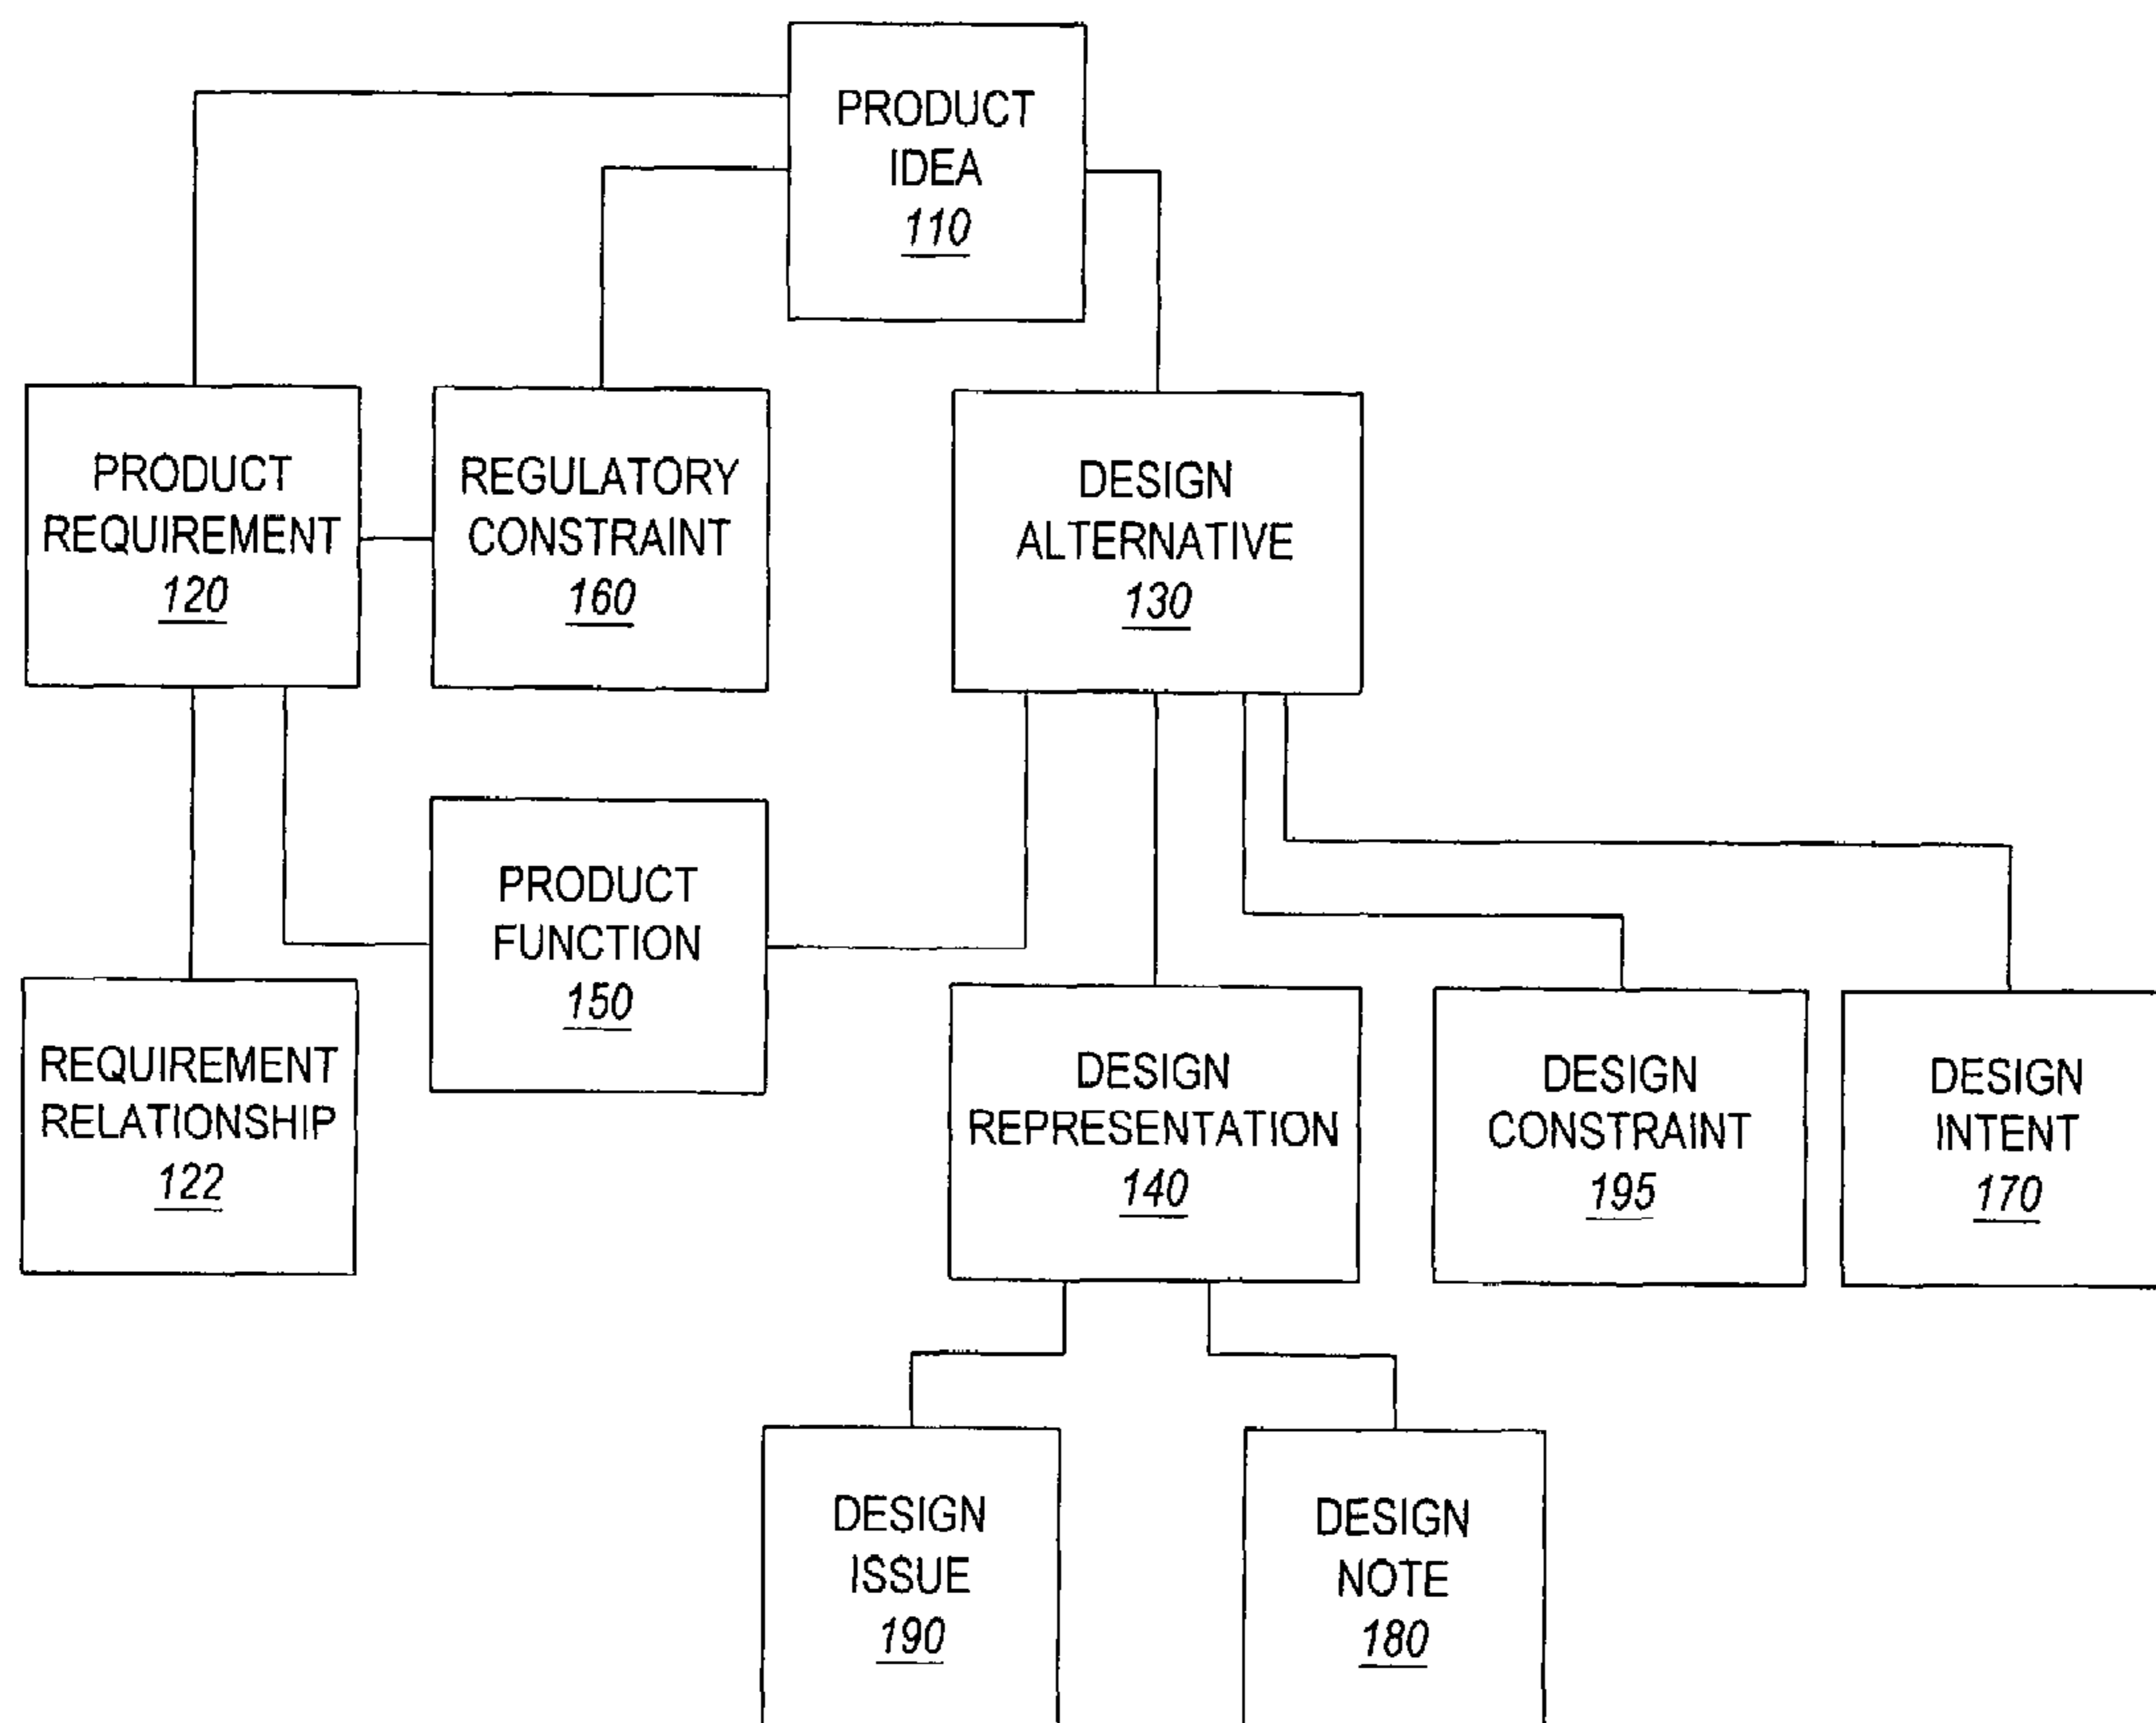 PRODUCT
IDEA
110
PRODUCT
REQUIREMENT
120
REGULATORY
CONSTRAINT
160
DESIGN
ALTERNATIVE
130
PRODUCT
FUNCTION
150
REQUIREMENT
RELATIONSHIP
122
DESIGN
REPRESENTATION
140
DESIGN
CONSTRAINT
195
DESIGN
INTENT
170
DESIGN
ISSUE
190
DESIGN
NOTE
180